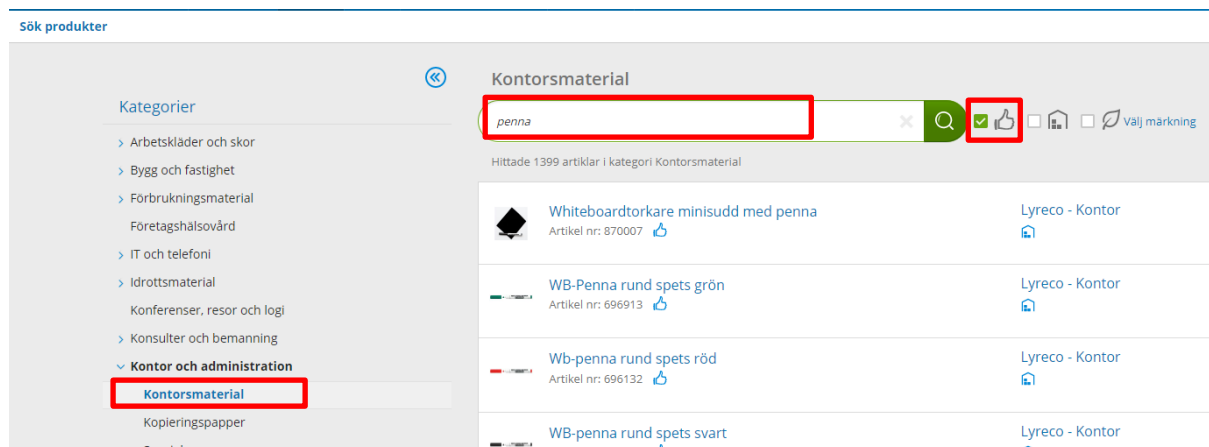 Sök produkter
Kategorier
Arbetskläder och skor
Bygg och fastighet
Förbrukningsmaterial
Företagshälsovård
IT och telefoni
Idrottsmaterial
Konferenser, resor och logi
Konsulter och bemanning
Kontor och administration
Kontorsmaterial
Kopieringspapper
Kontorsmaterial
penna
Välj märkning
Hittade 1399 artiklar i kategori Kontorsmaterial
Whiteboardtorkare minisudd med penna
Lyreco - Kontor
Artikel nr: 870007
WB-Penna rund spets grön
Lyreco - Kontor
Artikel nr: 696913
Wb-penna rund spets röd
Lyreco - Kontor
Artikel nr: 696132
WB-penna rund spets svart
Lyreco - Kontor